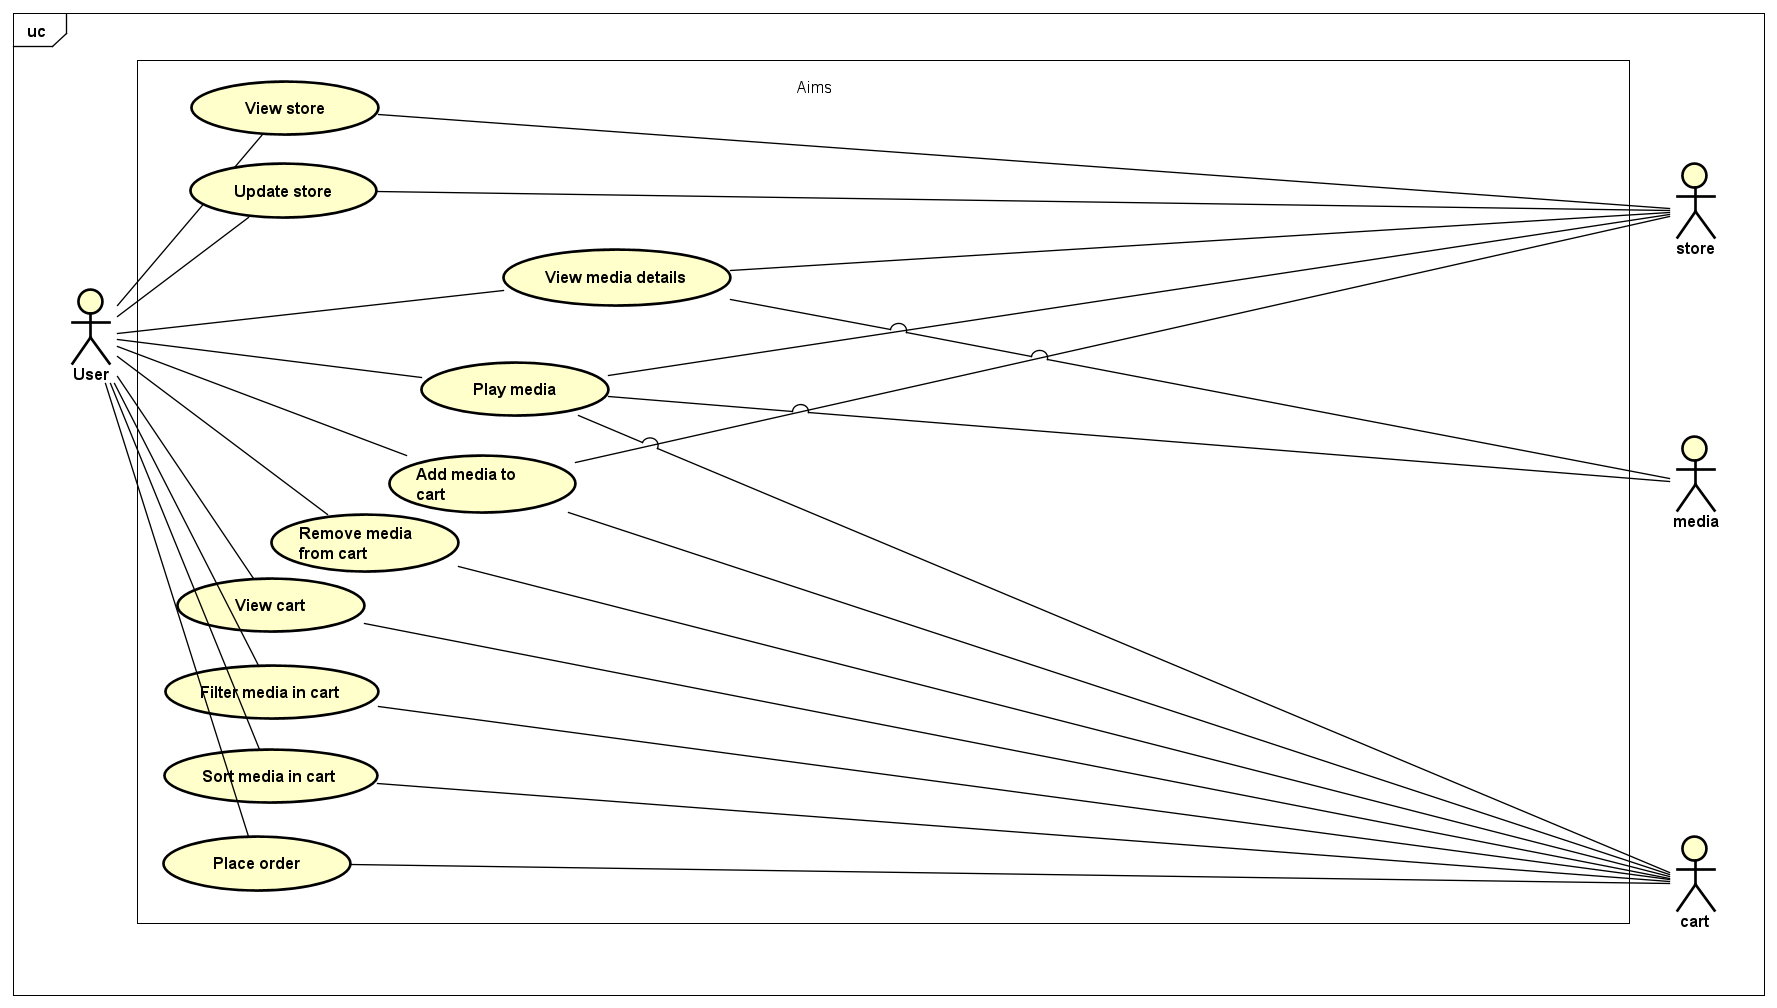 uc
Aims
View store
Update store
store
View media details
User
Play media
Add media to
cart
media
Remove media
from cart
View cart
Filter media in cart
Sort media in cart
Place order
cart